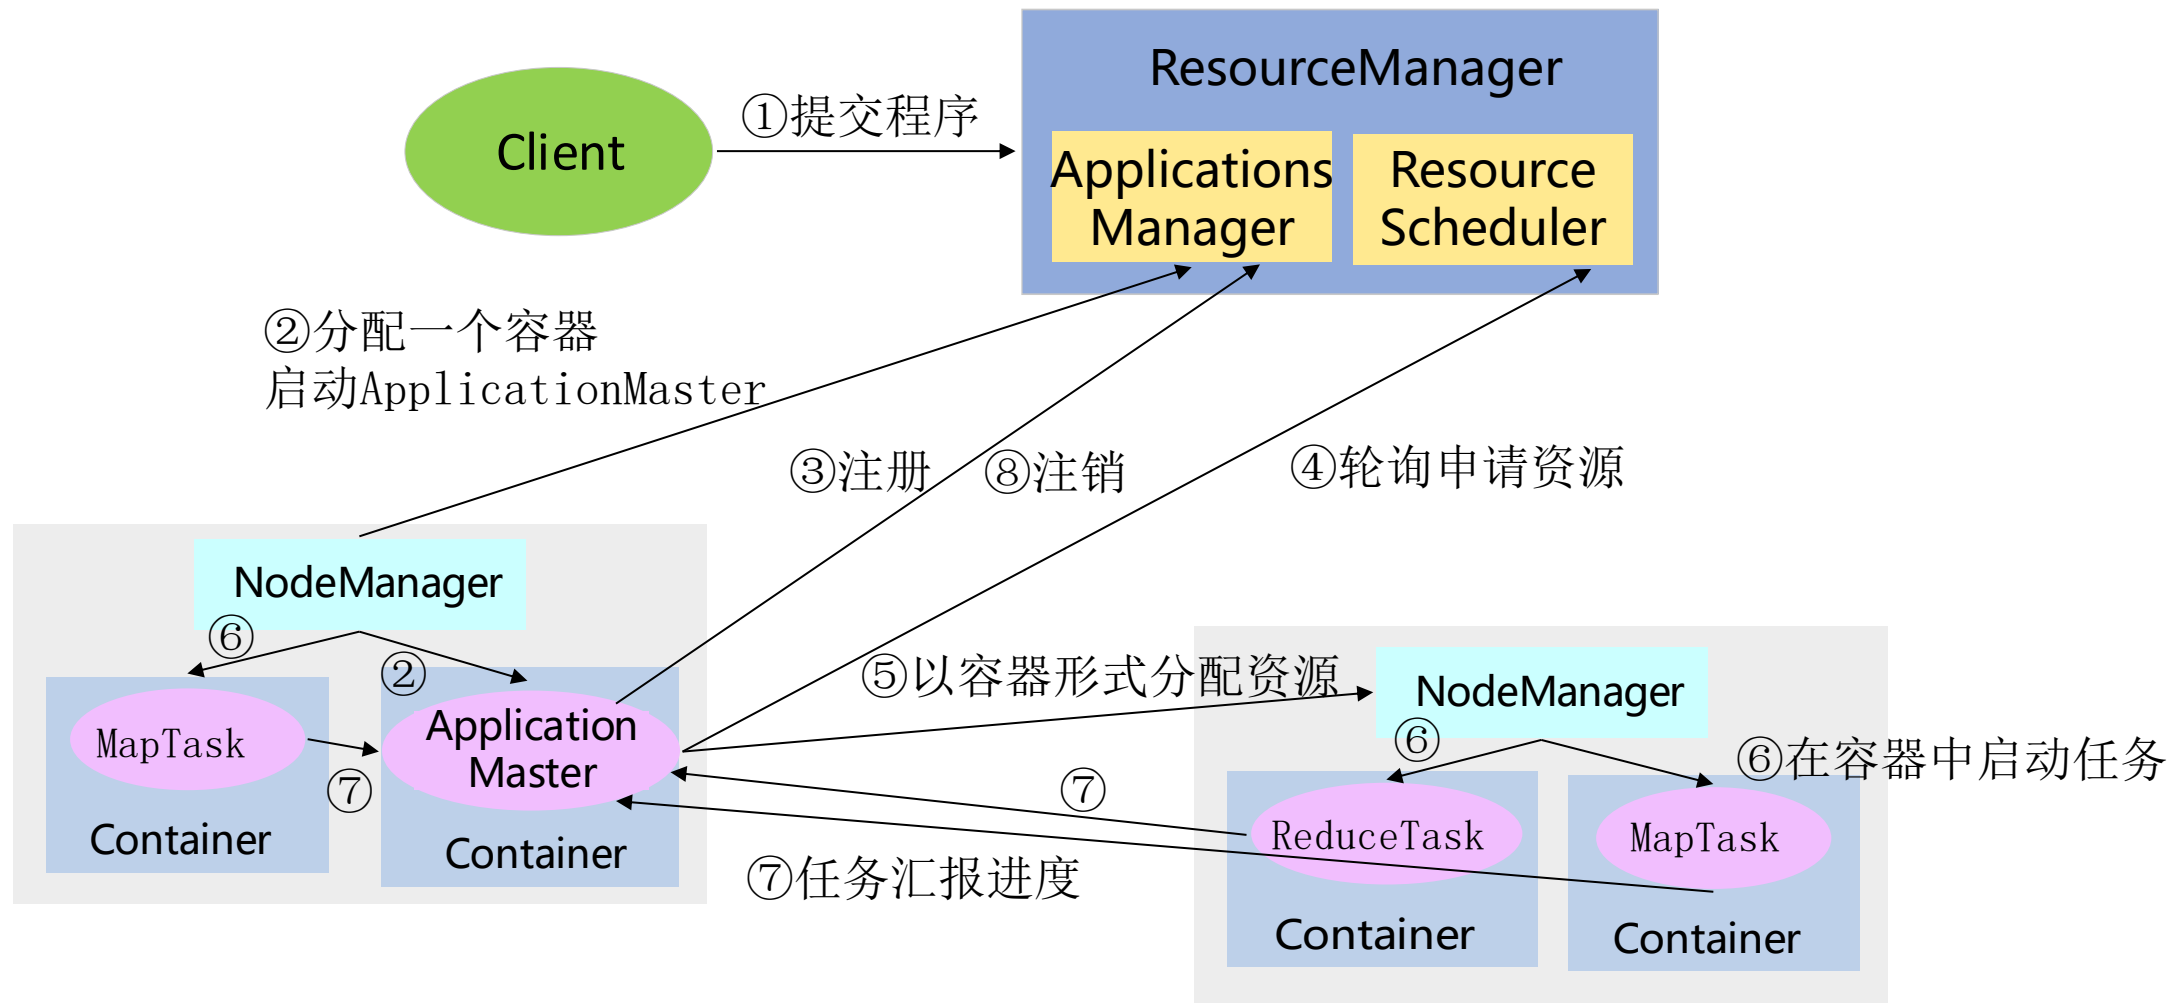 ResourceManager
Client
①提交程序
Applications
Manager
Resource
Scheduler
②分配一个容器
启动ApplicationMaster
③注册
⑧注销
④轮询申请资源
NodeManager
⑥
②
MapTask
⑦
Container
Application
Master
Container
⑤以容器形式分配资源
NodeManager
⑥
⑥在容器中启动任务
⑦
ReduceTask
MapTask
⑦任务汇报进度
Container
Container